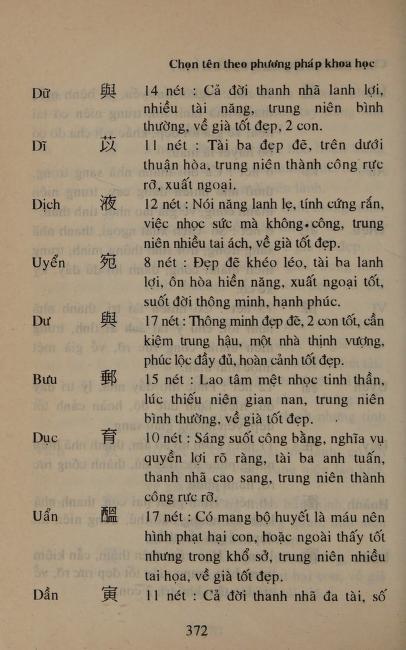 Chọn tên theo phương pháp khoa học
Dữ 與 14 nét : Cả đời thanh nhã lanh lợi,
nhiều tài năng, trung niên bình
thường, về già tốt đẹp, 2 con.
Dĩ 苡 11 nét : Tài ba đẹp đẽ, trên dưới
thuận hòa, trung niên thành công rực
rỡ, xuất ngoại.
Dịch 液 12 nét : Nói năng lanh lẹ, tính cứng rắn,
việc nhọc sức mà không công, trung
niên nhiều tai ách, về già tốt đẹp.
Uyển 宛 8 nét : Đẹp đẽ khéo léo, tài ba lanh
lợi, ôn hòa hiền năng, xuất ngoại tốt,
suốt đời thông minh, hạnh phúc.
Dư 與 17 nét : Thông minh đẹp đẽ, 2 con tốt, cần
kiệm trung hậu, một nhà thịnh vượng,
phúc lộc đầy đủ, hoàn cảnh tốt đẹp.
Bưu 郵 15 nét : Lao tâm mệt nhọc tinh thần,
lúc thiếu niên gian nan, trung niên
bình thường, về già tốt đẹp.
Dục 育 10 nét : Sáng suốt công bằng, nghĩa vụ
quyền lợi rõ ràng, tài ba anh tuấn,
thanh nhã cao sang, trung niên thành
công rực rỡ.
Uẩn 醞 17 nét : Có mang bộ huyết là máu nên
hình phạt hại con, hoặc ngoài thấy tốt
nhưng trong khổ sở, trung niên nhiều
tai họa, về già tốt đẹp.
Dần 寅 11 nét : Cả đời thanh nhã đa tài, số
372